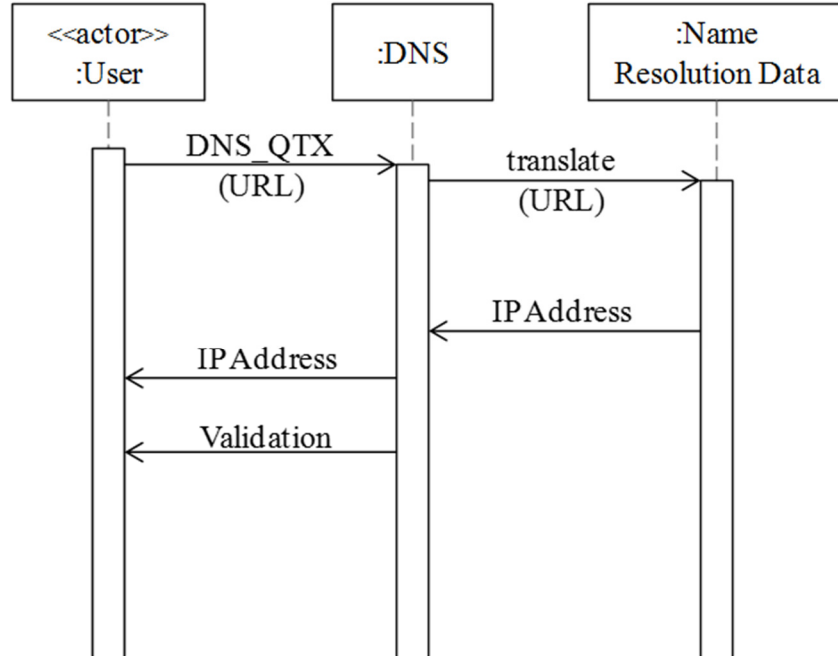 <<actor>>
:User
:DNS
:Name
Resolution Data
DNS_QTX
(URL)
translate
(URL)
IPAddress
IPAddress
Validation